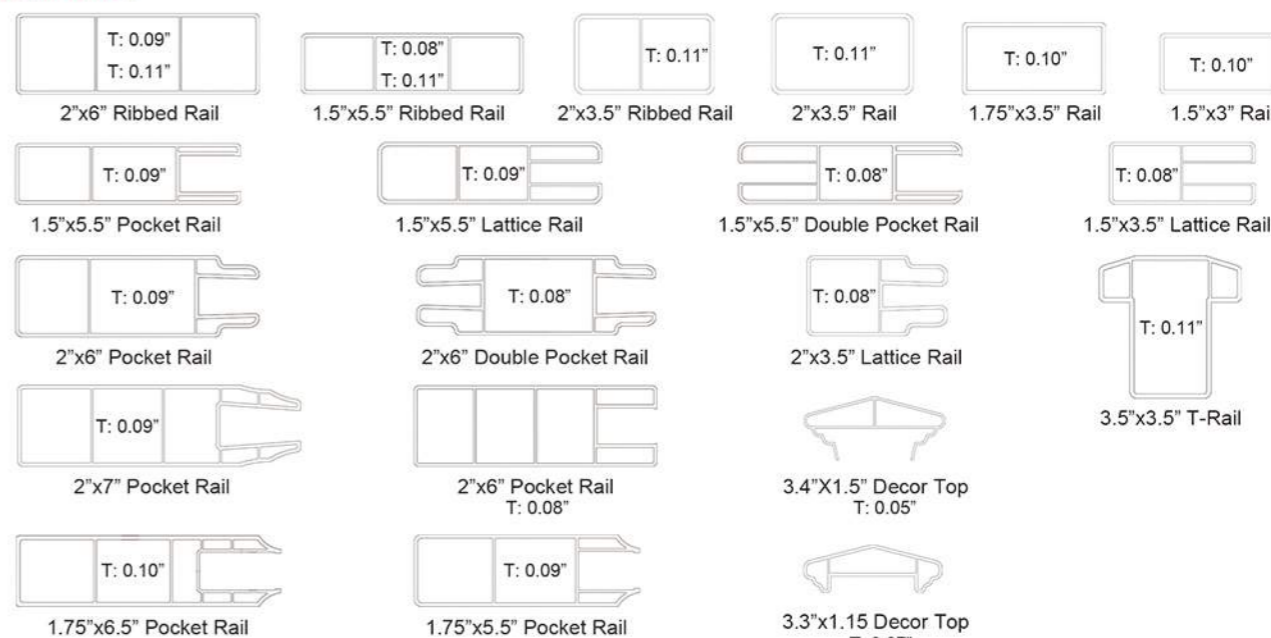 T: 0.09"
T: 0.11"
2"x6" Ribbed Rail
T: 0.08"
T: 0.11"
1.5"x5.5" Ribbed Rail
T: 0.11"
2"x3.5" Ribbed Rail
T: 0.11"
2"x3.5" Rail
T: 0.10"
1.75"x3.5" Rail
T: 0.10"
1.5"x3" Rai
T: 0.09"
1.5"x5.5" Pocket Rail
T: 0.09"
1.5"x5.5" Lattice Rail
T: 0.08"
1.5"x5.5" Double Pocket Rail
T: 0.08"
1.5"x3.5" Lattice Rail
T: 0.09"
2"x6" Pocket Rail
T: 0.08"
2"x6" Double Pocket Rail
T: 0.08"
2"x3.5" Lattice Rail
T: 0.11"
3.5"x3.5" T-Rail
T: 0.09"
2"x7" Pocket Rail
2"x6" Pocket Rail
T: 0.08"
3.4"X1.5" Decor Top
T: 0.05"
T: 0.10"
1.75"x6.5" Pocket Rail
T: 0.09"
1.75"x5.5" Pocket Rail
3.3"x1.15 Decor Top